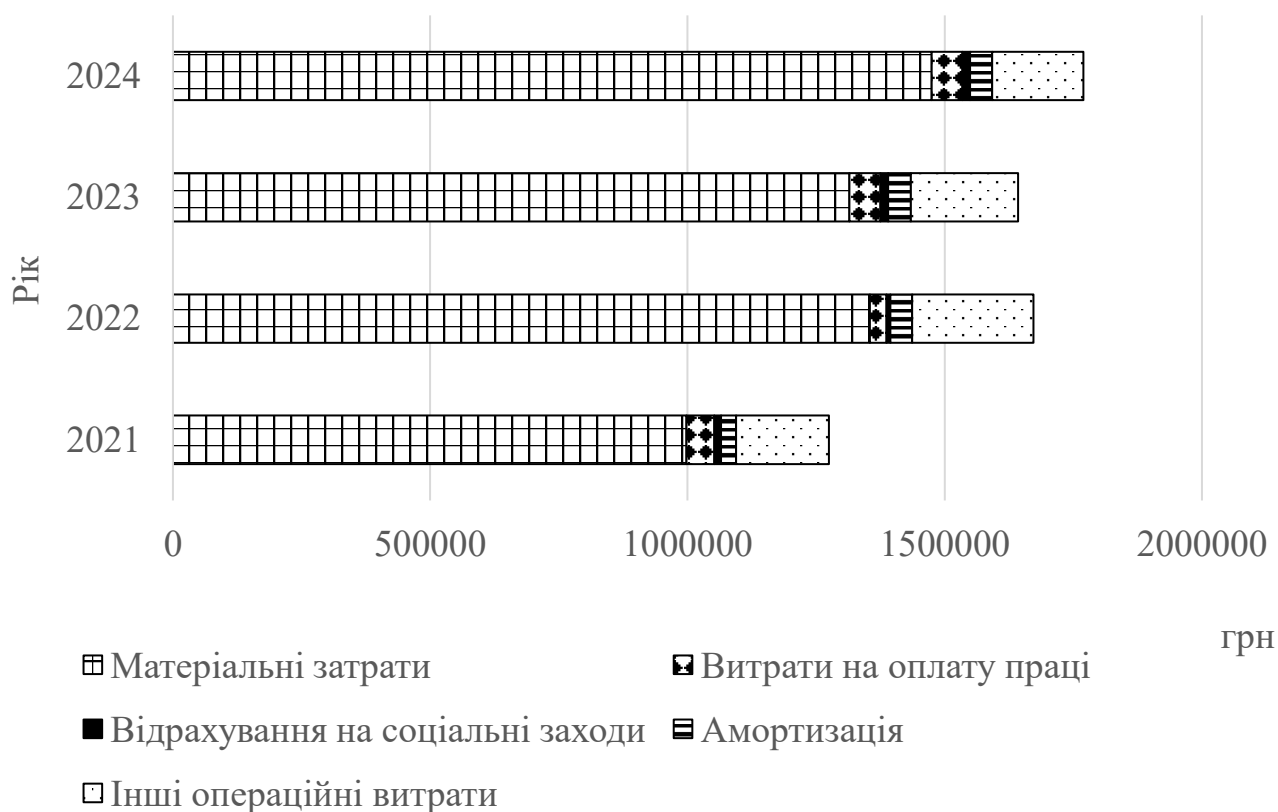 2024
2023
2022
2021
Рік
0 500000 1000000 1500000 2000000
грн
Матеріальні затрати
Витрати на оплату праці
Відрахування на соціальні заходи
Амортизація
Інші операційні витрати